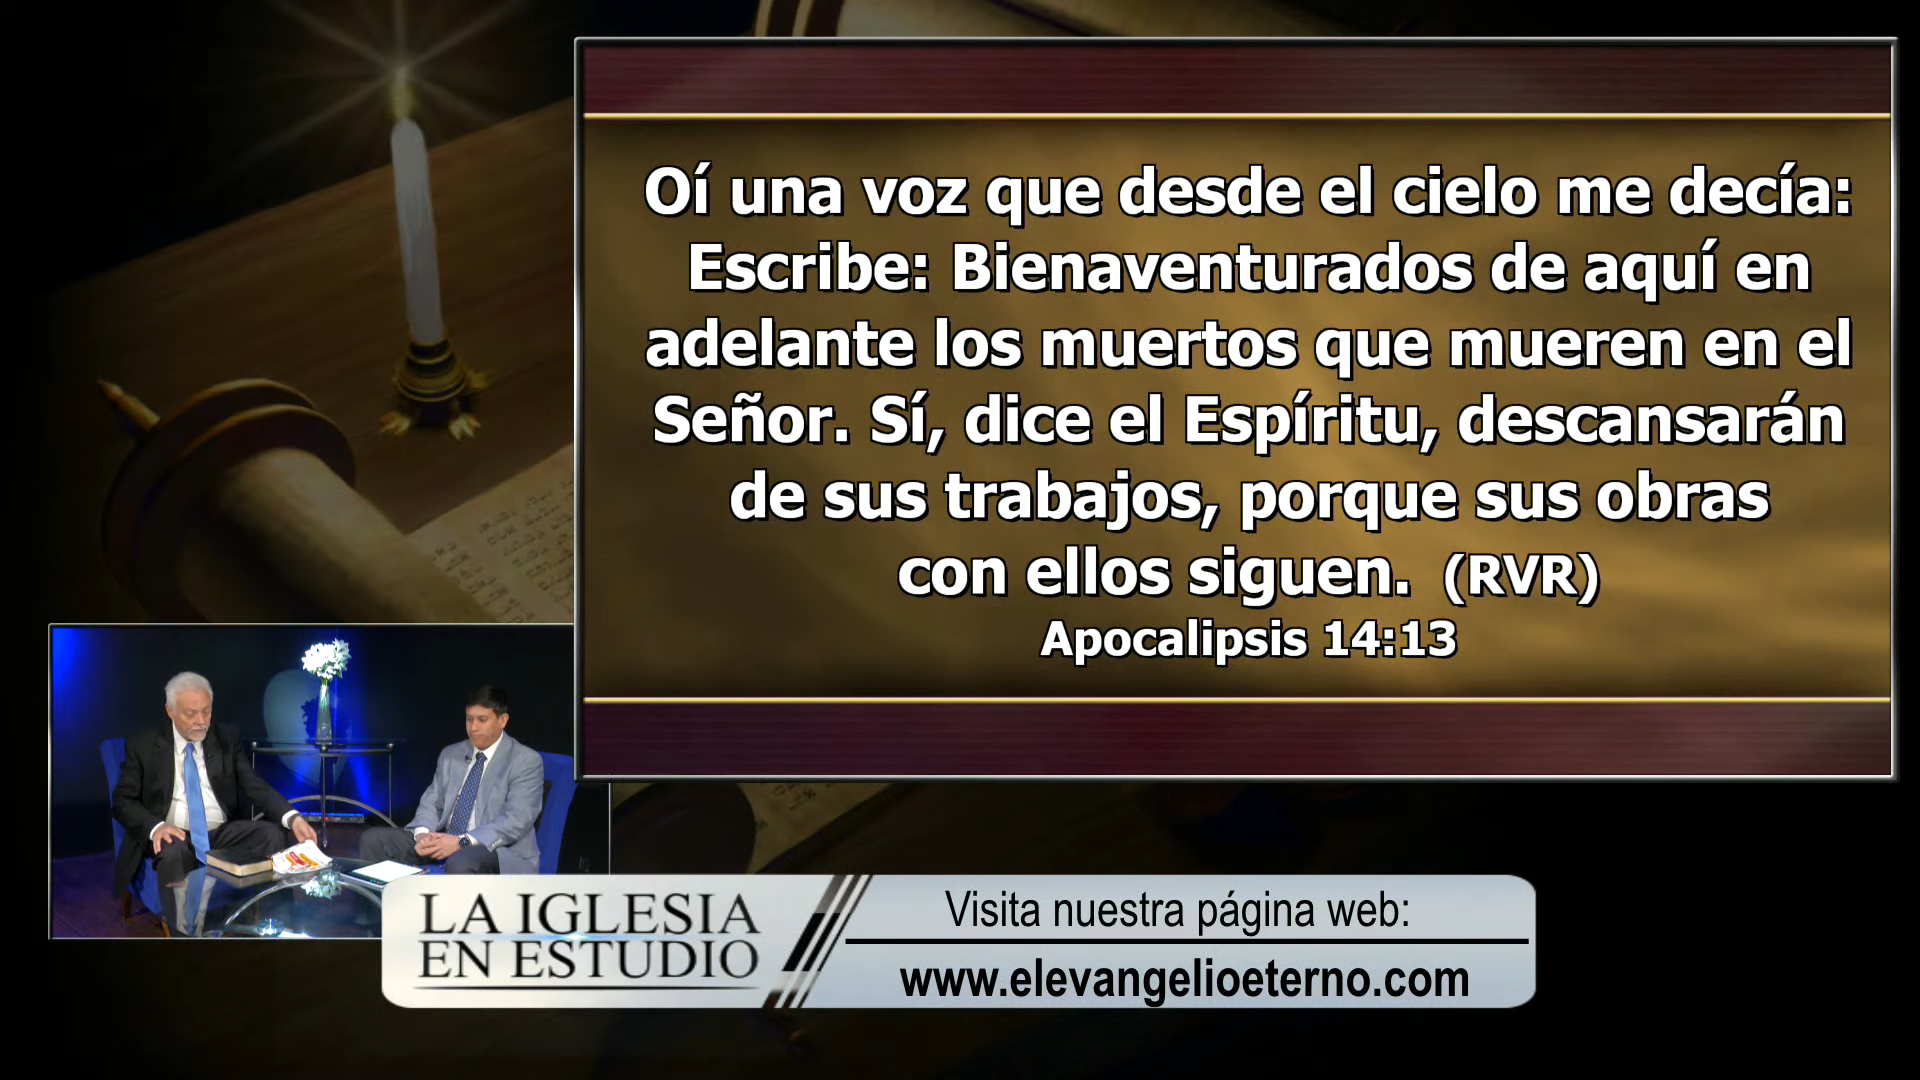 Oí una voz que desde el cielo me decía:
Escribe: Bienaventurados de aquí en
adelante los muertos que mueren en el
Señor. Sí, dice el Espíritu, descansarán
de sus trabajos, porque sus obras
con ellos siguen. (RVR)
Apocalipsis 14:13
LA IGLESIA
EN ESTUDIO
Visita nuestra página web:
www.elevangelioeterno.com